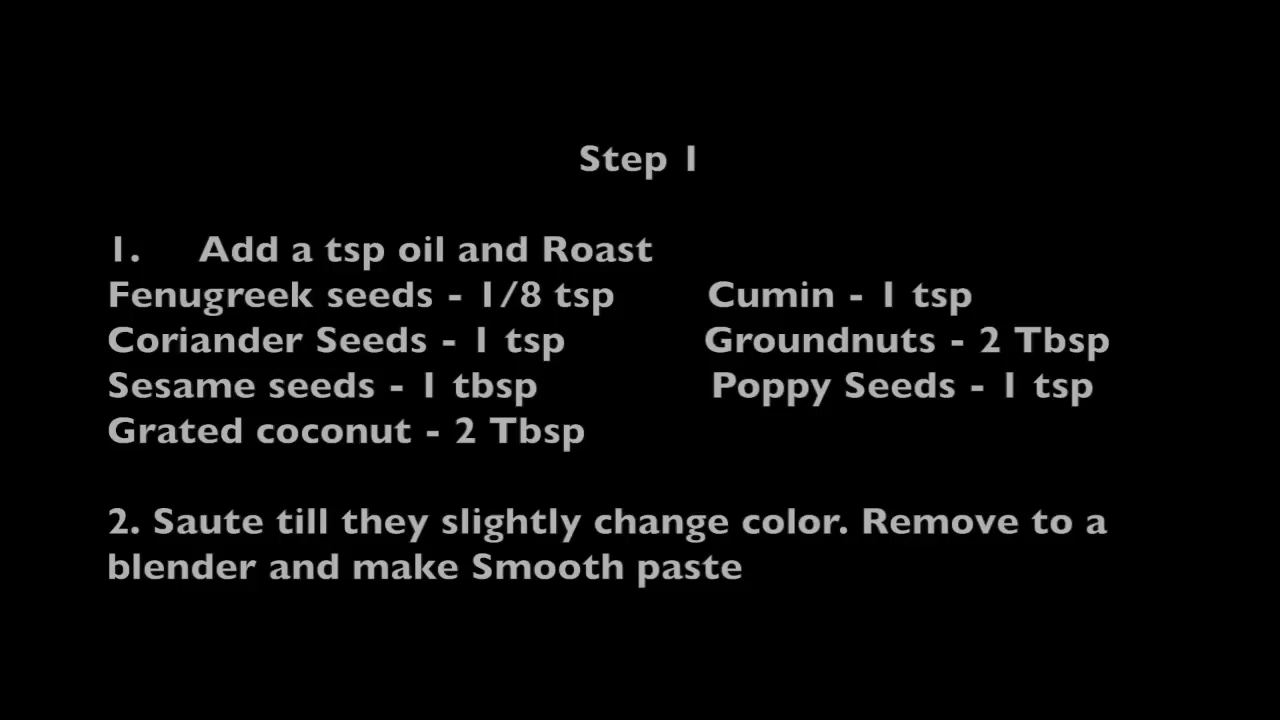 Step 1
1. Add a tsp oil and Roast
Fenugreek seeds - 1/8 tsp Cumin - 1 tsp
Coriander Seeds - 1 tsp Groundnuts - 2 Tbsp
Sesame seeds - 1 tbsp Poppy Seeds - 1 tsp
Grated coconut - 2 Tbsp
2. Saute till they slightly change color. Remove to a
blender and make Smooth paste